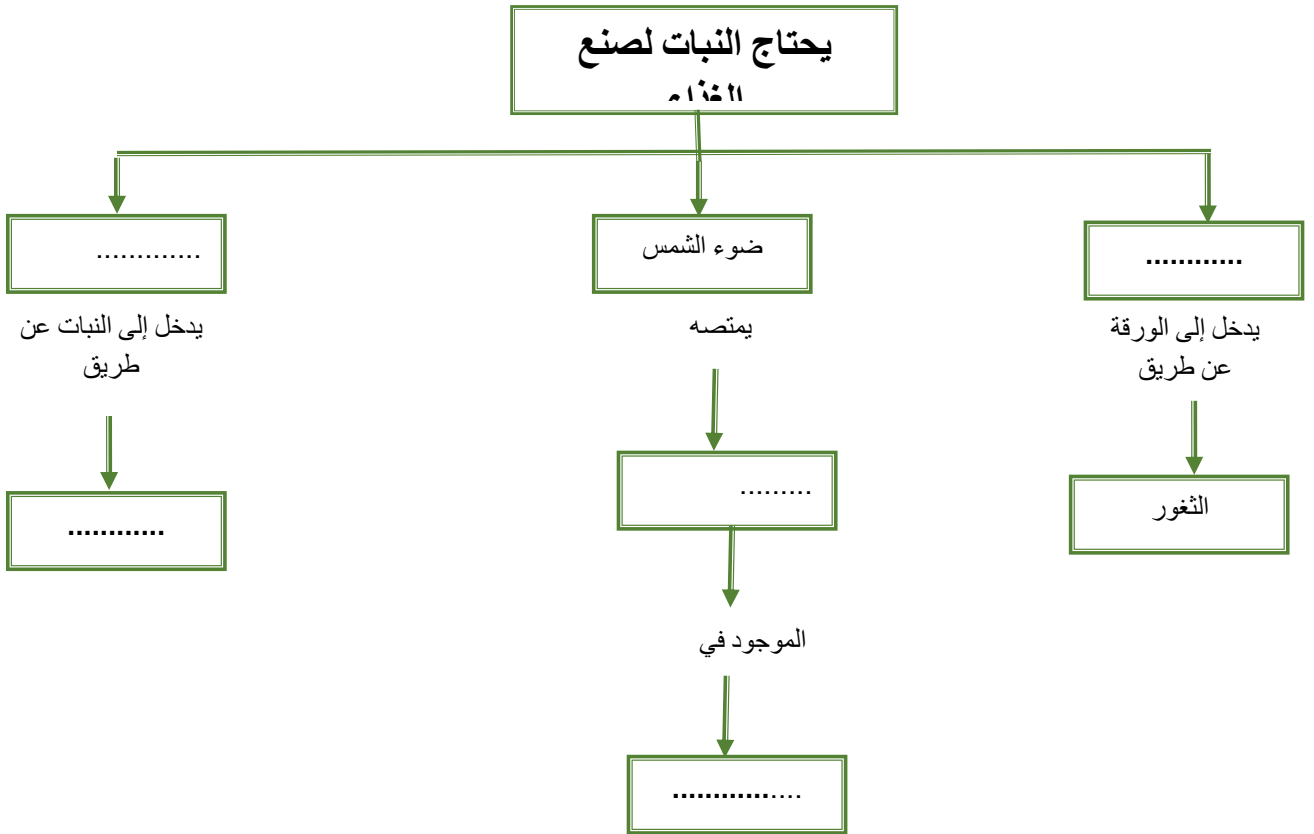 يحتاج النبات لصنع
الغذاء
............
ضوء الشمس
.............
يدخل إلى الورقة
عن طريق
يمتصه
يدخل إلى النبات عن
طريق
الثغور
.........
............
الموجود في
................